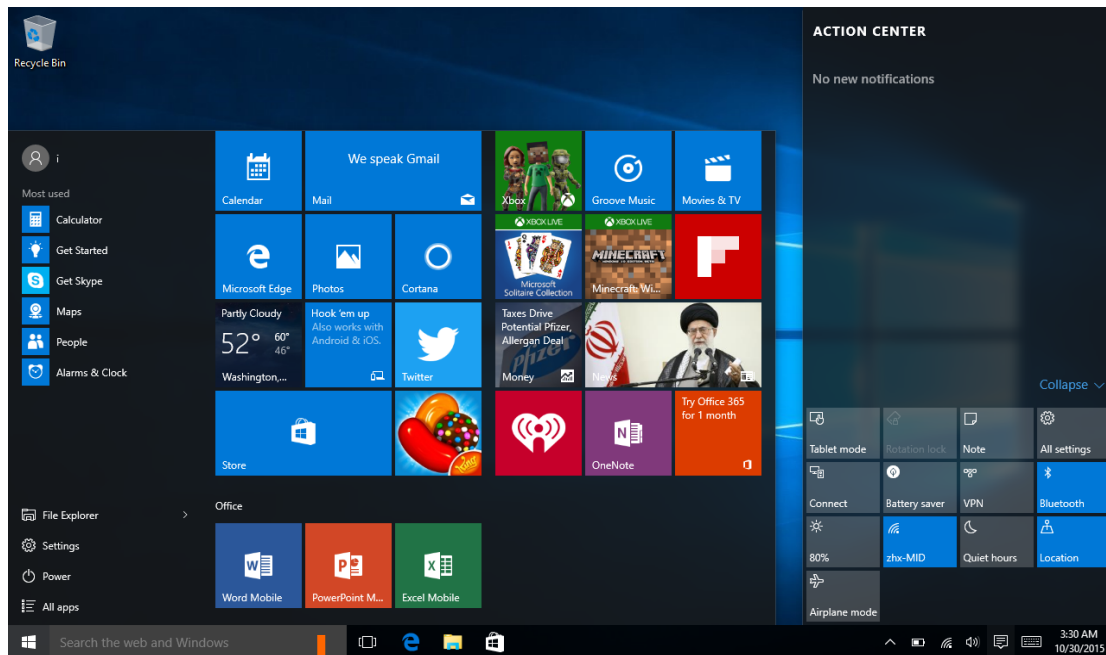 Recycle Bin
i
Most used
Calculator
Get Started
Get Skype
Maps
People
Alarms & Clock
File Explorer
Settings
Power
All apps
Calendar
We speak Gmail
Mail
Microsoft Edge
Photos
Cortana
Partly Cloudy
52° 60°
46°
Washington,...
Hook 'em up
Also works with
Android & iOS.
Twitter
Store
King
Xbox
Groove Music
Movies & TV
XBOX LIVE
Microsoft
Solitaire Collection
XBOX LIVE
MINECRAFT
Minecraft: Wi...
Taxes Drive
Potential Pfizer,
Allergan Deal
Pfizer
Money
News
OneNote
Try Office 365
for 1 month
Office
Word Mobile
PowerPoint M...
Excel Mobile
ACTION CENTER
No new notifications
Collapse
Tablet mode
Rotation lock
Note
All settings
Connect
Battery saver
VPN
Bluetooth
80%
zhx-MID
Quiet hours
Location
Airplane mode
Search the web and Windows
3:30 AM
10/30/2015